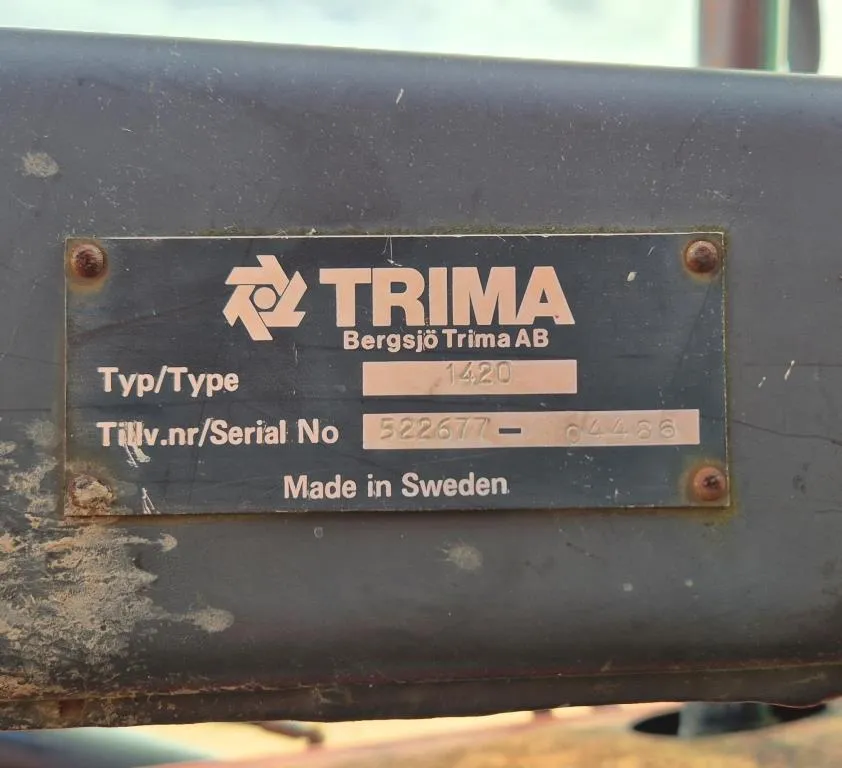 TRIMA
Bergsjö Trima AB
Typ/Type 1420
Tillv.nr/Serial No 522677- 04486
Made in Sweden